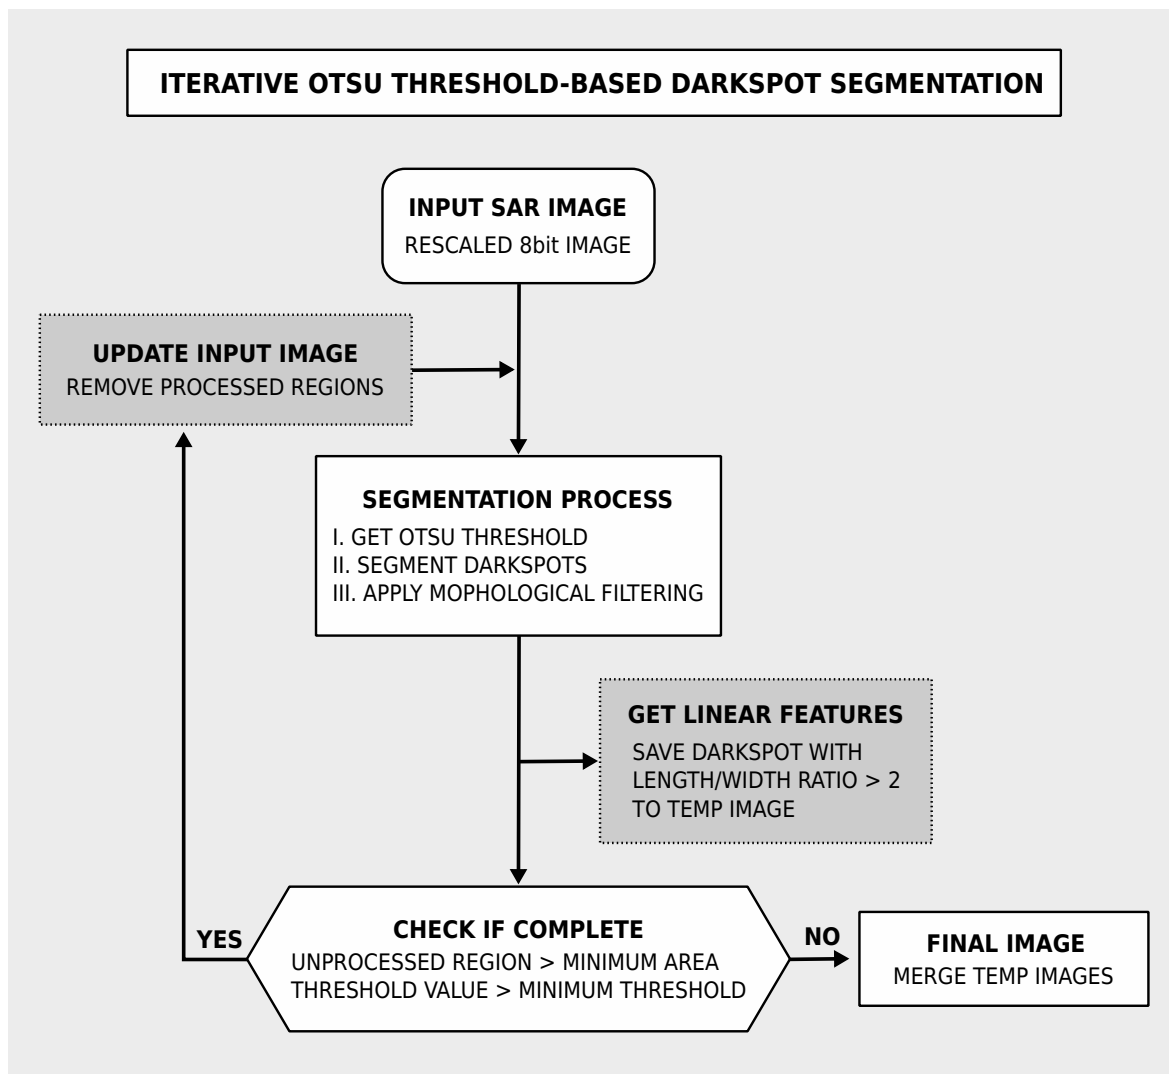 ITERATIVE OTSU THRESHOLD-BASED DARKSPOT SEGMENTATION
INPUT SAR IMAGE
RESCALED 8bit IMAGE
UPDATE INPUT IMAGE
REMOVE PROCESSED REGIONS
SEGMENTATION PROCESS
I. GET OTSU THRESHOLD
II. SEGMENT DARKSPOTS
III. APPLY MOPHOLOGICAL FILTERING
GET LINEAR FEATURES
SAVE DARKSPOT WITH
LENGTH/WIDTH RATIO > 2
TO TEMP IMAGE
YES
CHECK IF COMPLETE
UNPROCESSED REGION > MINIMUM AREA
THRESHOLD VALUE > MINIMUM THRESHOLD
NO
FINAL IMAGE
MERGE TEMP IMAGES